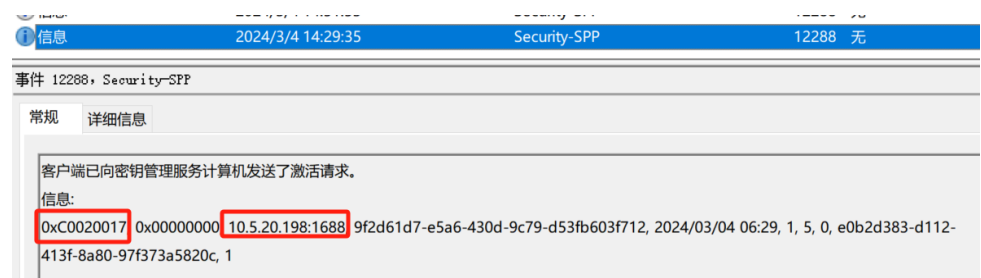 信息 2024/3/4 14:29:35 Security-SPP 12288 无
事件 12288，Security-SPP
常规 详细信息
客户端已向密钥管理服务计算机发送了激活请求。
信息:
0xC0020017, 0x00000000, 10.5.20.198:1688, 9f2d61d7-e5a6-430d-9c79-d53fb603f712, 2024/03/04 06:29, 1, 5, 0, e0b2d383-d112-
413f-8a80-97f373a5820c, 1